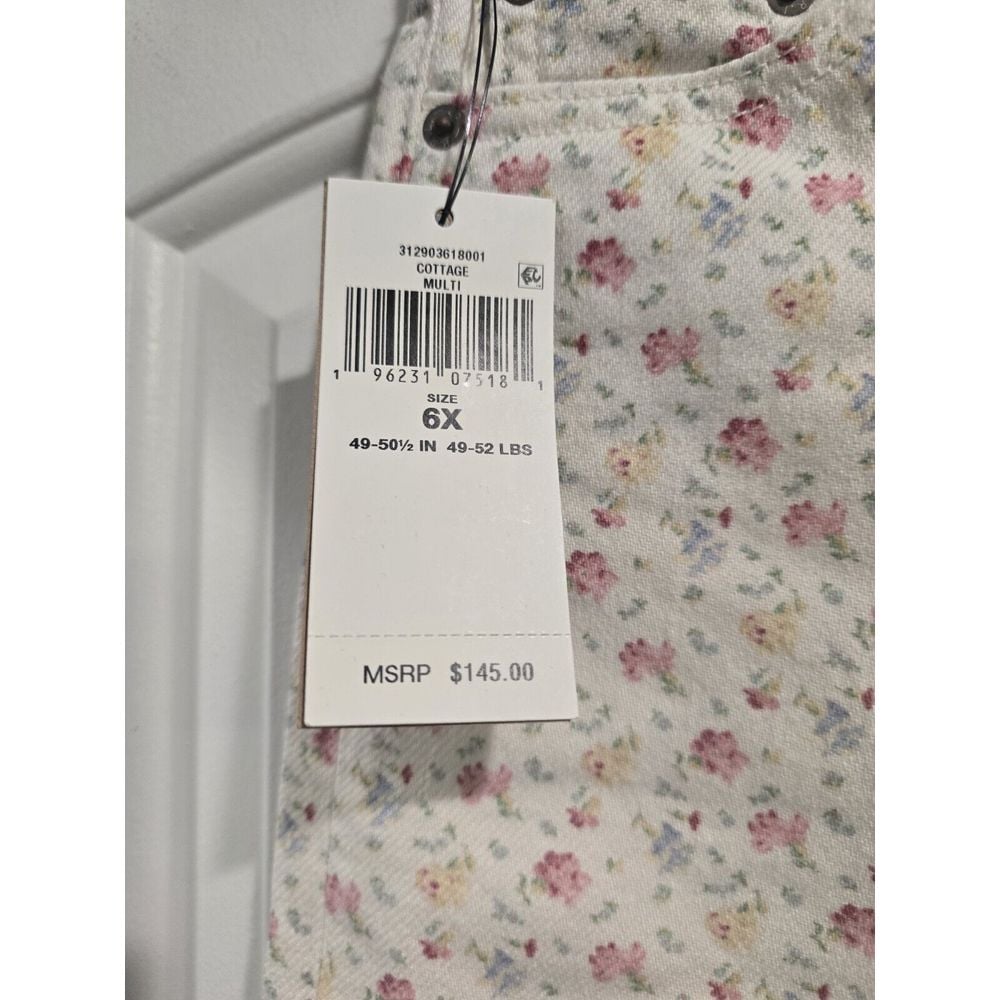 312903618001
COTTAGE
MULTI
1 96231 07518 1
SIZE
6X
49-50½ IN 49-52 LBS
MSRP $145.00